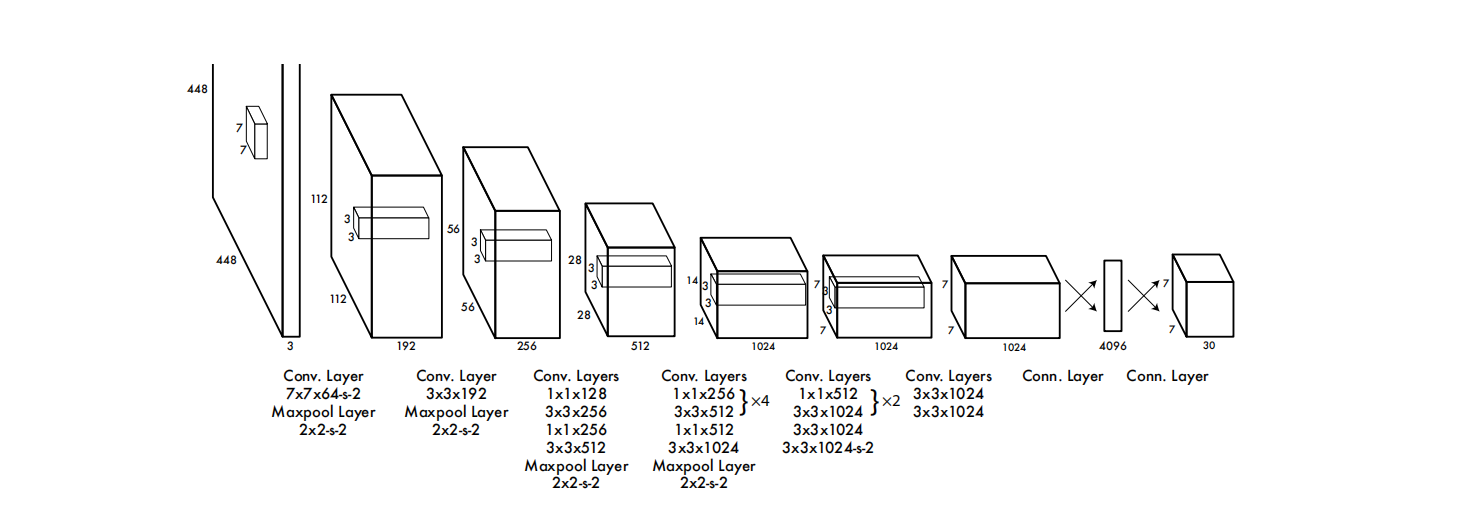 448
7
7
448
3
112
3
3
112
192
56
3
3
56
256
28
3
3
28
512
14
3
3
14
1024
7
3
3
7
1024
7
7
1024
4096
7
7
30
Conv. Layer
7x7x64-s-2
Maxpool Layer
2x2-s-2
Conv. Layer
3x3x192
Maxpool Layer
2x2-s-2
Conv. Layers
1x1x128
3x3x256
1x1x256
3x3x512
Maxpool Layer
2x2-s-2
Conv. Layers
1x1x256
3x3x512
}×4
1x1x512
3x3x1024
Maxpool Layer
2x2-s-2
Conv. Layers
1x1x512
3x3x1024
}×2
3x3x1024
3x3x1024-s-2
Conv. Layers
3x3x1024
3x3x1024
Conn. Layer
Conn. Layer